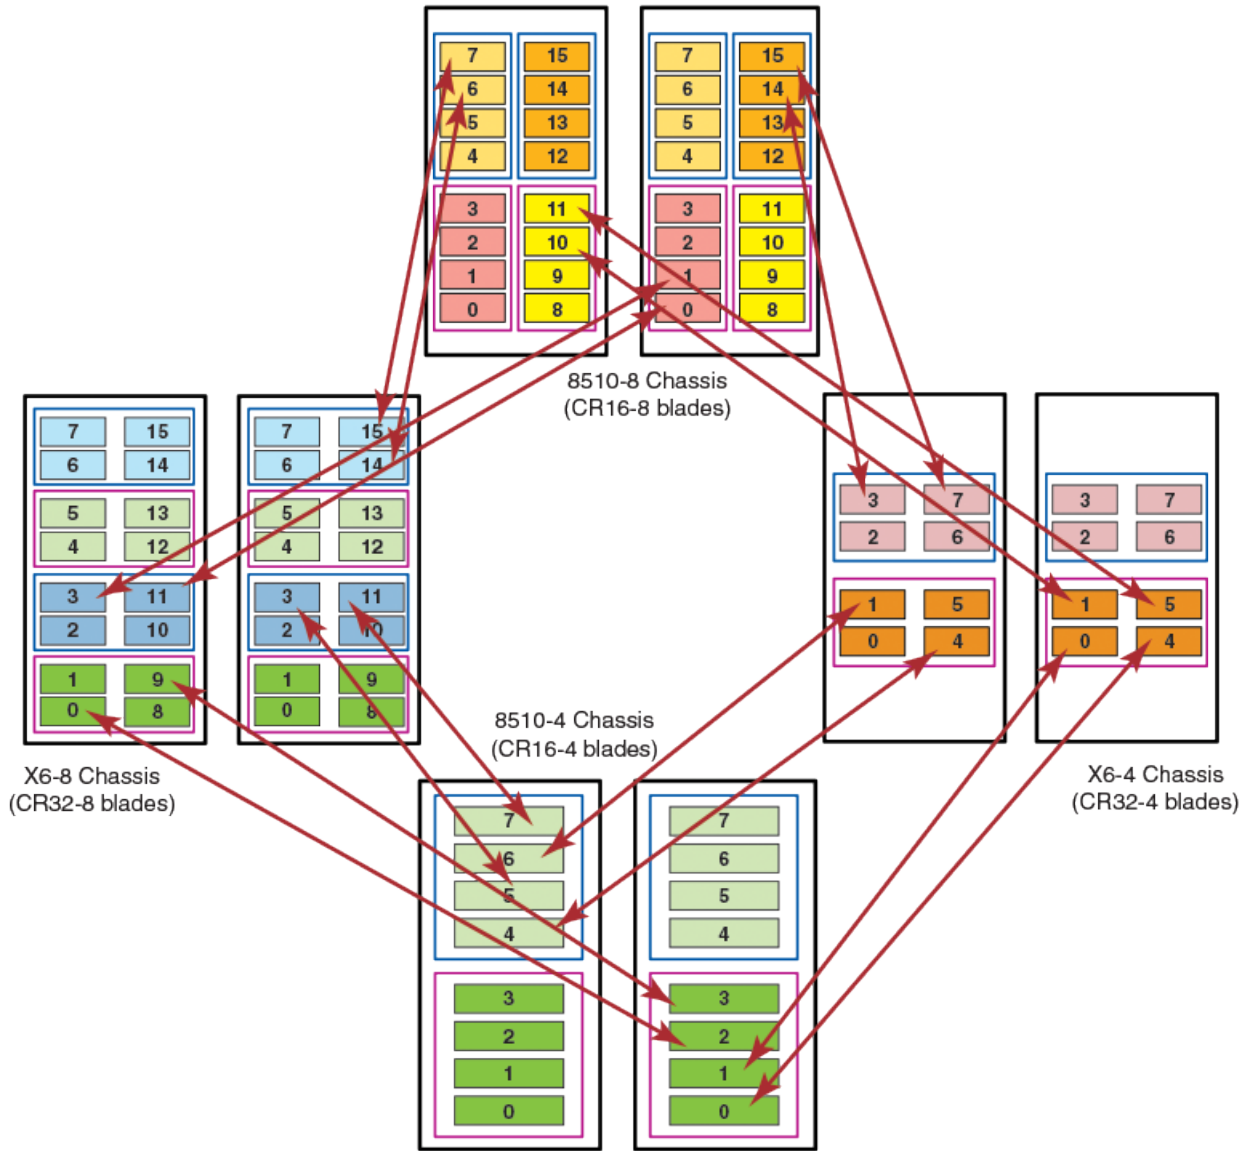 7 15 7 15
6 14 6 14
5 13 5 13
4 12 4 12
3 11 3 11
2 10 2 10
1 9 1 9
0 8 0 8
8510-8 Chassis
(CR16-8 blades)
7 15 7 15
6 14 6 14
5 13 5 13
4 12 4 12
3 11 3 11
2 10 2 10
1 9 1 9
0 8 0 8
3 7 3 7
2 6 2 6
1 5 1 5
0 4 0 4
X6-8 Chassis
(CR32-8 blades)
8510-4 Chassis
(CR16-4 blades)
X6-4 Chassis
(CR32-4 blades)
7 7
6 6
5 5
4 4
3 3
2 2
1 1
0 0